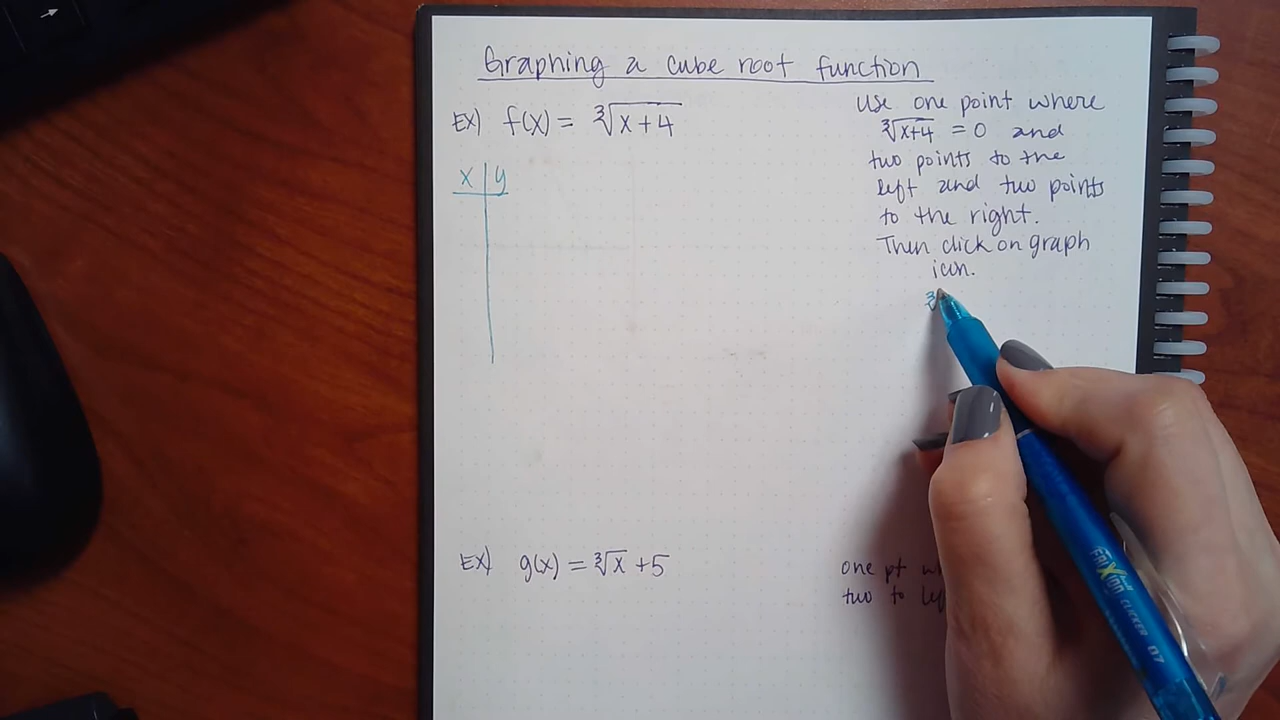 Graphing a cube root function
EX) f(x) = ∛(x+4)
x y
Use one point where
∛(x+4) = 0 and
two points to the
left and two points
to the right.
Then click on graph
icon.
3√
EX) g(x) = ∛x + 5
one pt
two to
FRIXION Ball
CLICKER 07